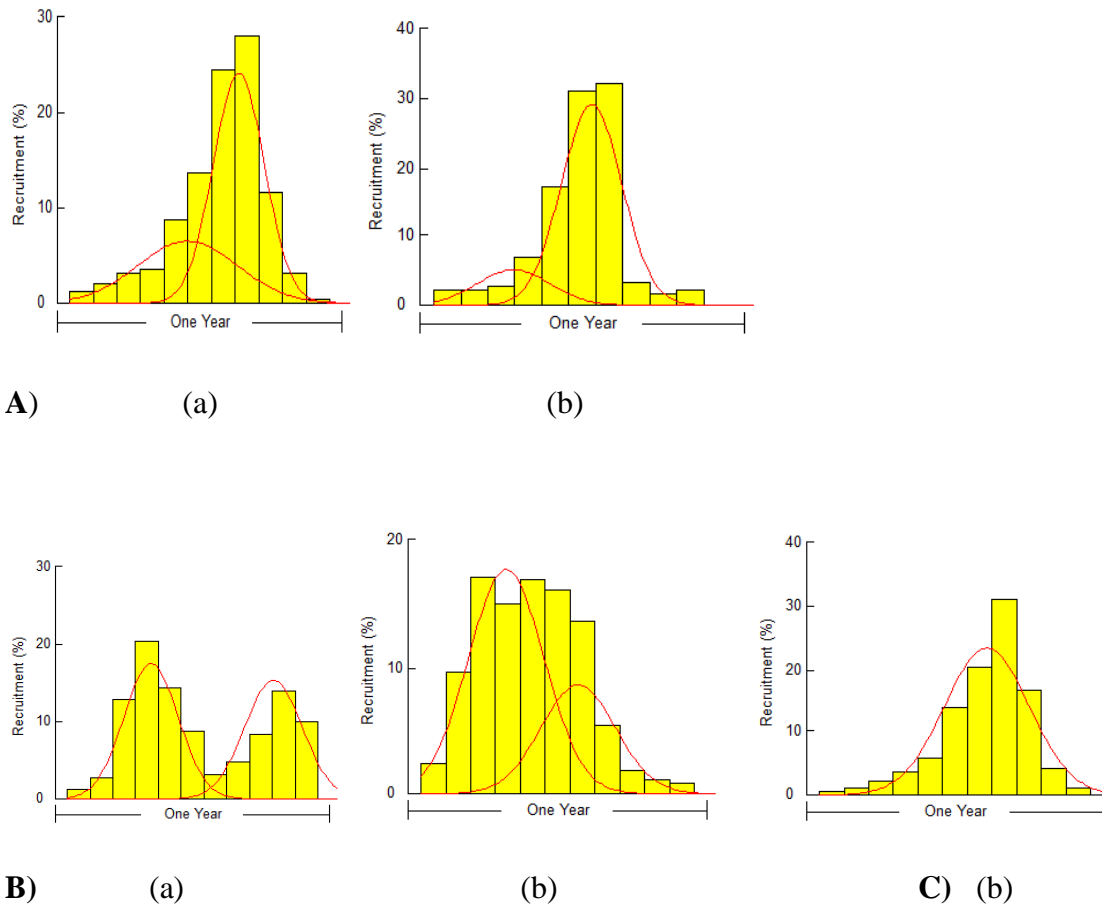 30
20
10
0
Recruitment (%)
One Year
40
30
20
10
0
Recruitment (%)
One Year
A) (a) (b)
30
20
10
0
Recruitment (%)
One Year
20
10
0
Recruitment (%)
One Year
40
30
20
10
0
Recruitment (%)
One Year
B) (a) (b) C) (b)